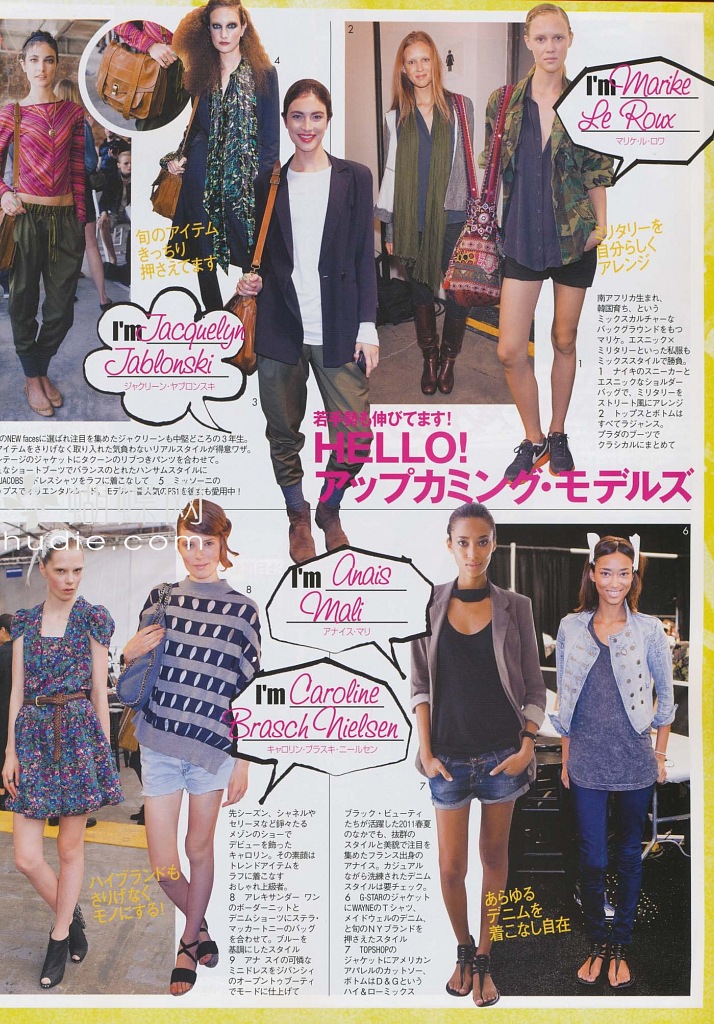 4
2
I'm Marike
Le Roux
マリケ・ル・ロワ
旬のアイテム
きっちり
押さえてます
ミリタリーを
自分らしく
アレンジ
I'm Jacquelyn
Jablonski
ジャクリーン・ヤブロンスキ
3
1
南アフリカ生まれ、
韓国育ち、という
ミックスカルチャーな
バックグラウンドをもつ
マリケ。エスニック×
ミリタリーといった私服も
ミックススタイルで勝負。
1 ナイキのスニーカーと
エスニックなショルダー
バッグで、ミリタリーを
ストリート風にアレンジ
2 トップスとボトムは
すべてラジャンス。
プラダのブーツで
クラシカルにまとめて
若手勢も伸びてます!
HELLO!
アップカミング・モデルズ
のNEW facesに選ばれ注目を集めたジャクリーンも中堅どころの3年生。
アイテムをさりげなく取り入れた気負わないリアルスタイルが得意ワザ。
テージのジャケットにタクーンのリブつきパンツを合わせて。
なショートブーツでバランスのとれたハンサムスタイルに
JACOBS ドレスシャツをラフに着こなして 5 ミッソーニの
hudie.com
8
6
I'm Anais
Mali
アナイス・マリ
I'm Caroline
Brasch Nielsen
キャロリン・ブラスキ・ニールセン
7
ハイブランドも
さりげなく
モノにする!
先シーズン、シャネルや
セリーヌなど錚々たる
メゾンのショーで
デビューを飾った
キャロリン。その素顔は
トレンドアイテムを
ラフに着こなす
おしゃれ上級者。
8 アレキサンダー ワン
のボーダーニットと
デニムショーツにステラ・
マッカートニーのバッグ
を合わせて。ブルーを
基調にしたスタイル
9 アナ スイの可憐な
ミニドレスをジバンシィ
のオープントゥブーティ
でモードに仕上げて
ブラック・ビューティ
たちが活躍した2011春夏
のなかでも、抜群の
スタイルと美貌で注目を
集めたフランス出身の
アナイス。カジュアル
ながら洗練されたデニム
スタイルは要チェック。
6 G-STARのジャケット
にWAYNEのTシャツ、
メイドウェルのデニム、
と旬のNYブランドを
押さえたスタイル
7 TOPSHOPの
ジャケットにアメリカン
アパレルのカットソー、
ボトムはD&Gという
ハイ&ローミックス
あらゆる
デニムを
着こなし自在